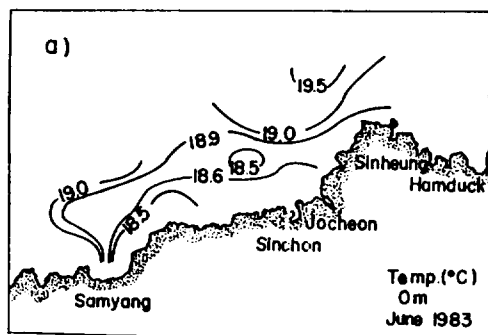 a)
19.5
19.0
18.9
Sinheung
18.5
18.6
Hamduck
19.0
18.5
Jocheon
Sinchon
Samyang
Temp.(°C)
0m
June 1983